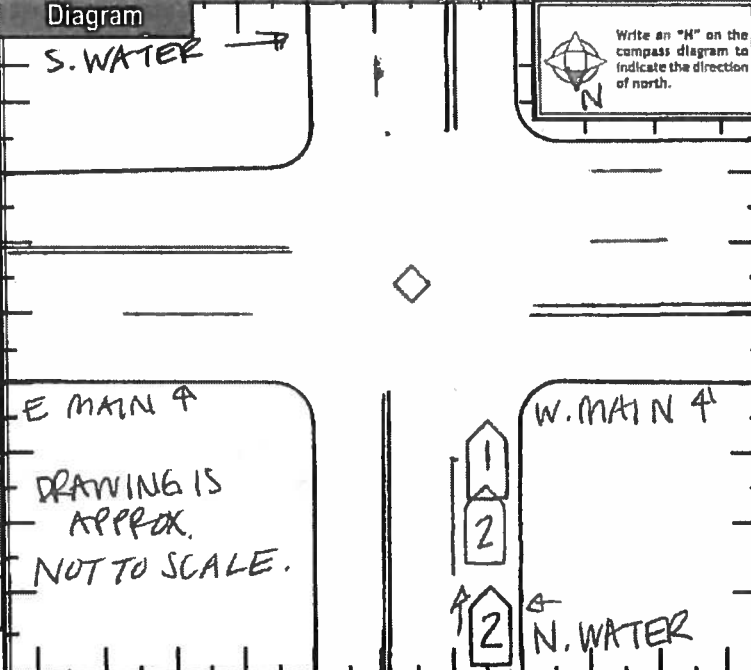 Diagram
S. WATER
Write an "N" on the
compass diagram to
indicate the direction
of north.
N
E MAIN
W. MAIN
1
DRAWING IS
APPROX.
2
NOT TO SCALE.
2
N. WATER